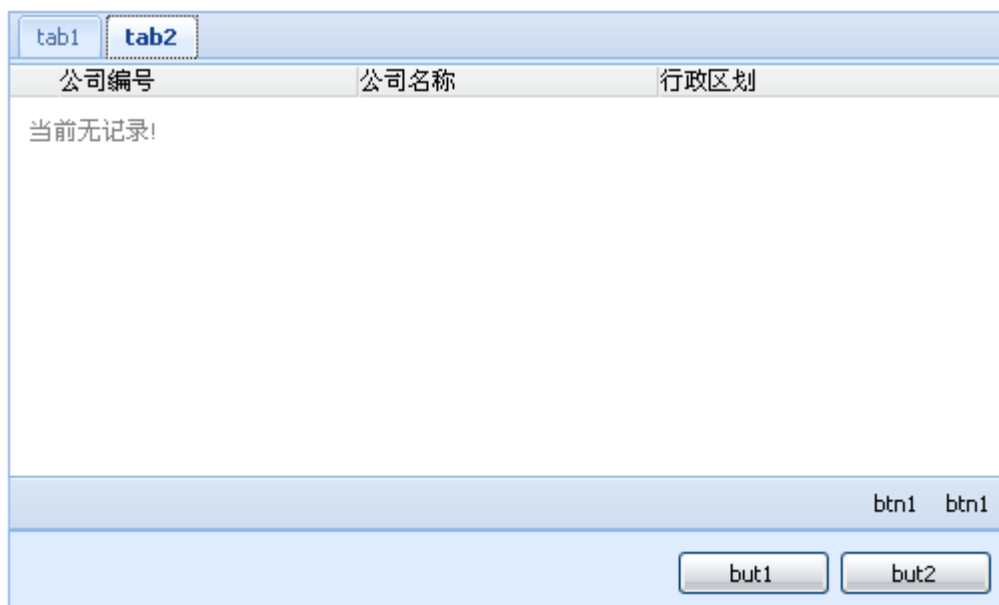 tab1 tab2
公司编号 公司名称 行政区划
当前无记录!
btn1 btn1
but1 but2